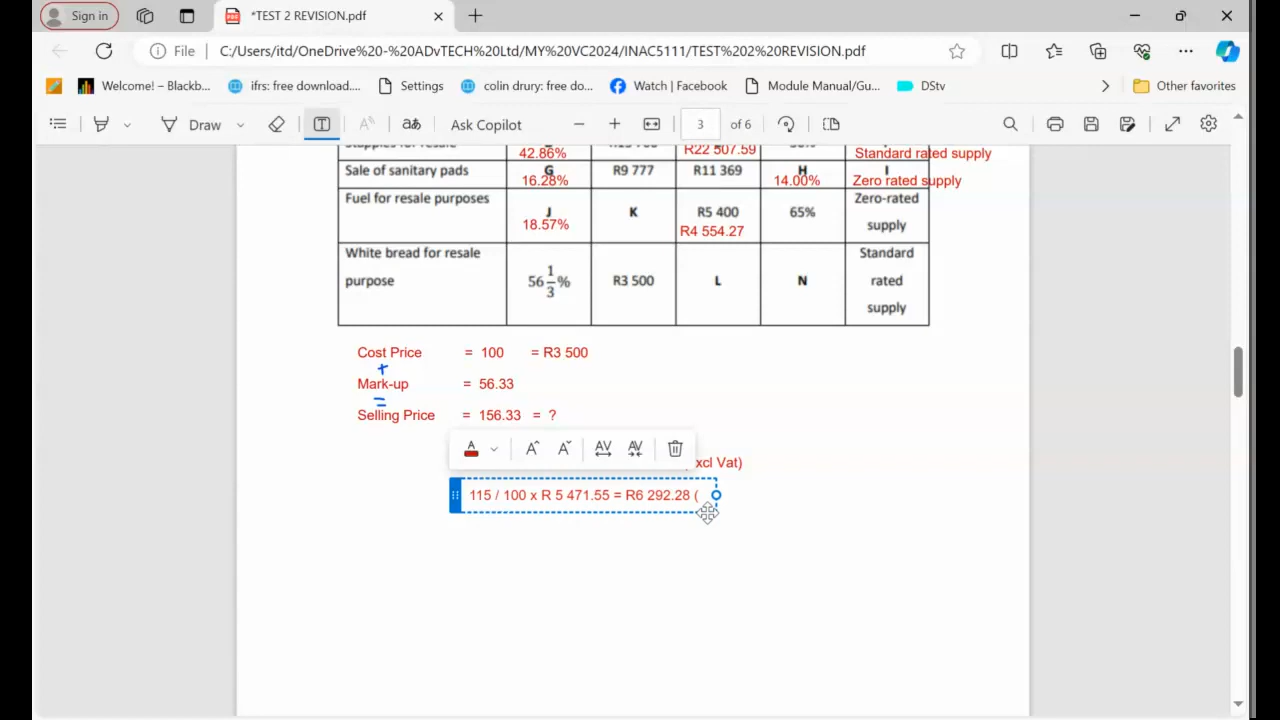 Sign in
*TEST 2 REVISION.pdf
File C:/Users/itd/OneDrive%20-%20ADvTECH%20Ltd/MY%20VC2024/INAC5111/TEST%202%20REVISION.pdf
Welcome! – Blackb...
ifrs: free download....
Settings
colin drury: free do...
Watch | Facebook
Module Manual/Gu...
DStv
Other favorites
Draw
aあ
Ask Copilot
3 of 6
42.86%
R22 507.59
Standard rated supply
Sale of sanitary pads G R9 777 R11 369 H I
16.28% 14.00% Zero rated supply
Fuel for resale purposes J K R5 400 65% Zero-rated supply
18.57% R4 554.27
White bread for resale purpose 56 1/3% R3 500 L N Standard rated supply
Cost Price = 100 = R3 500
+
Mark-up = 56.33
=
Selling Price = 156.33 = ?
xcl Vat)
115 / 100 x R 5 471.55 = R6 292.28 (